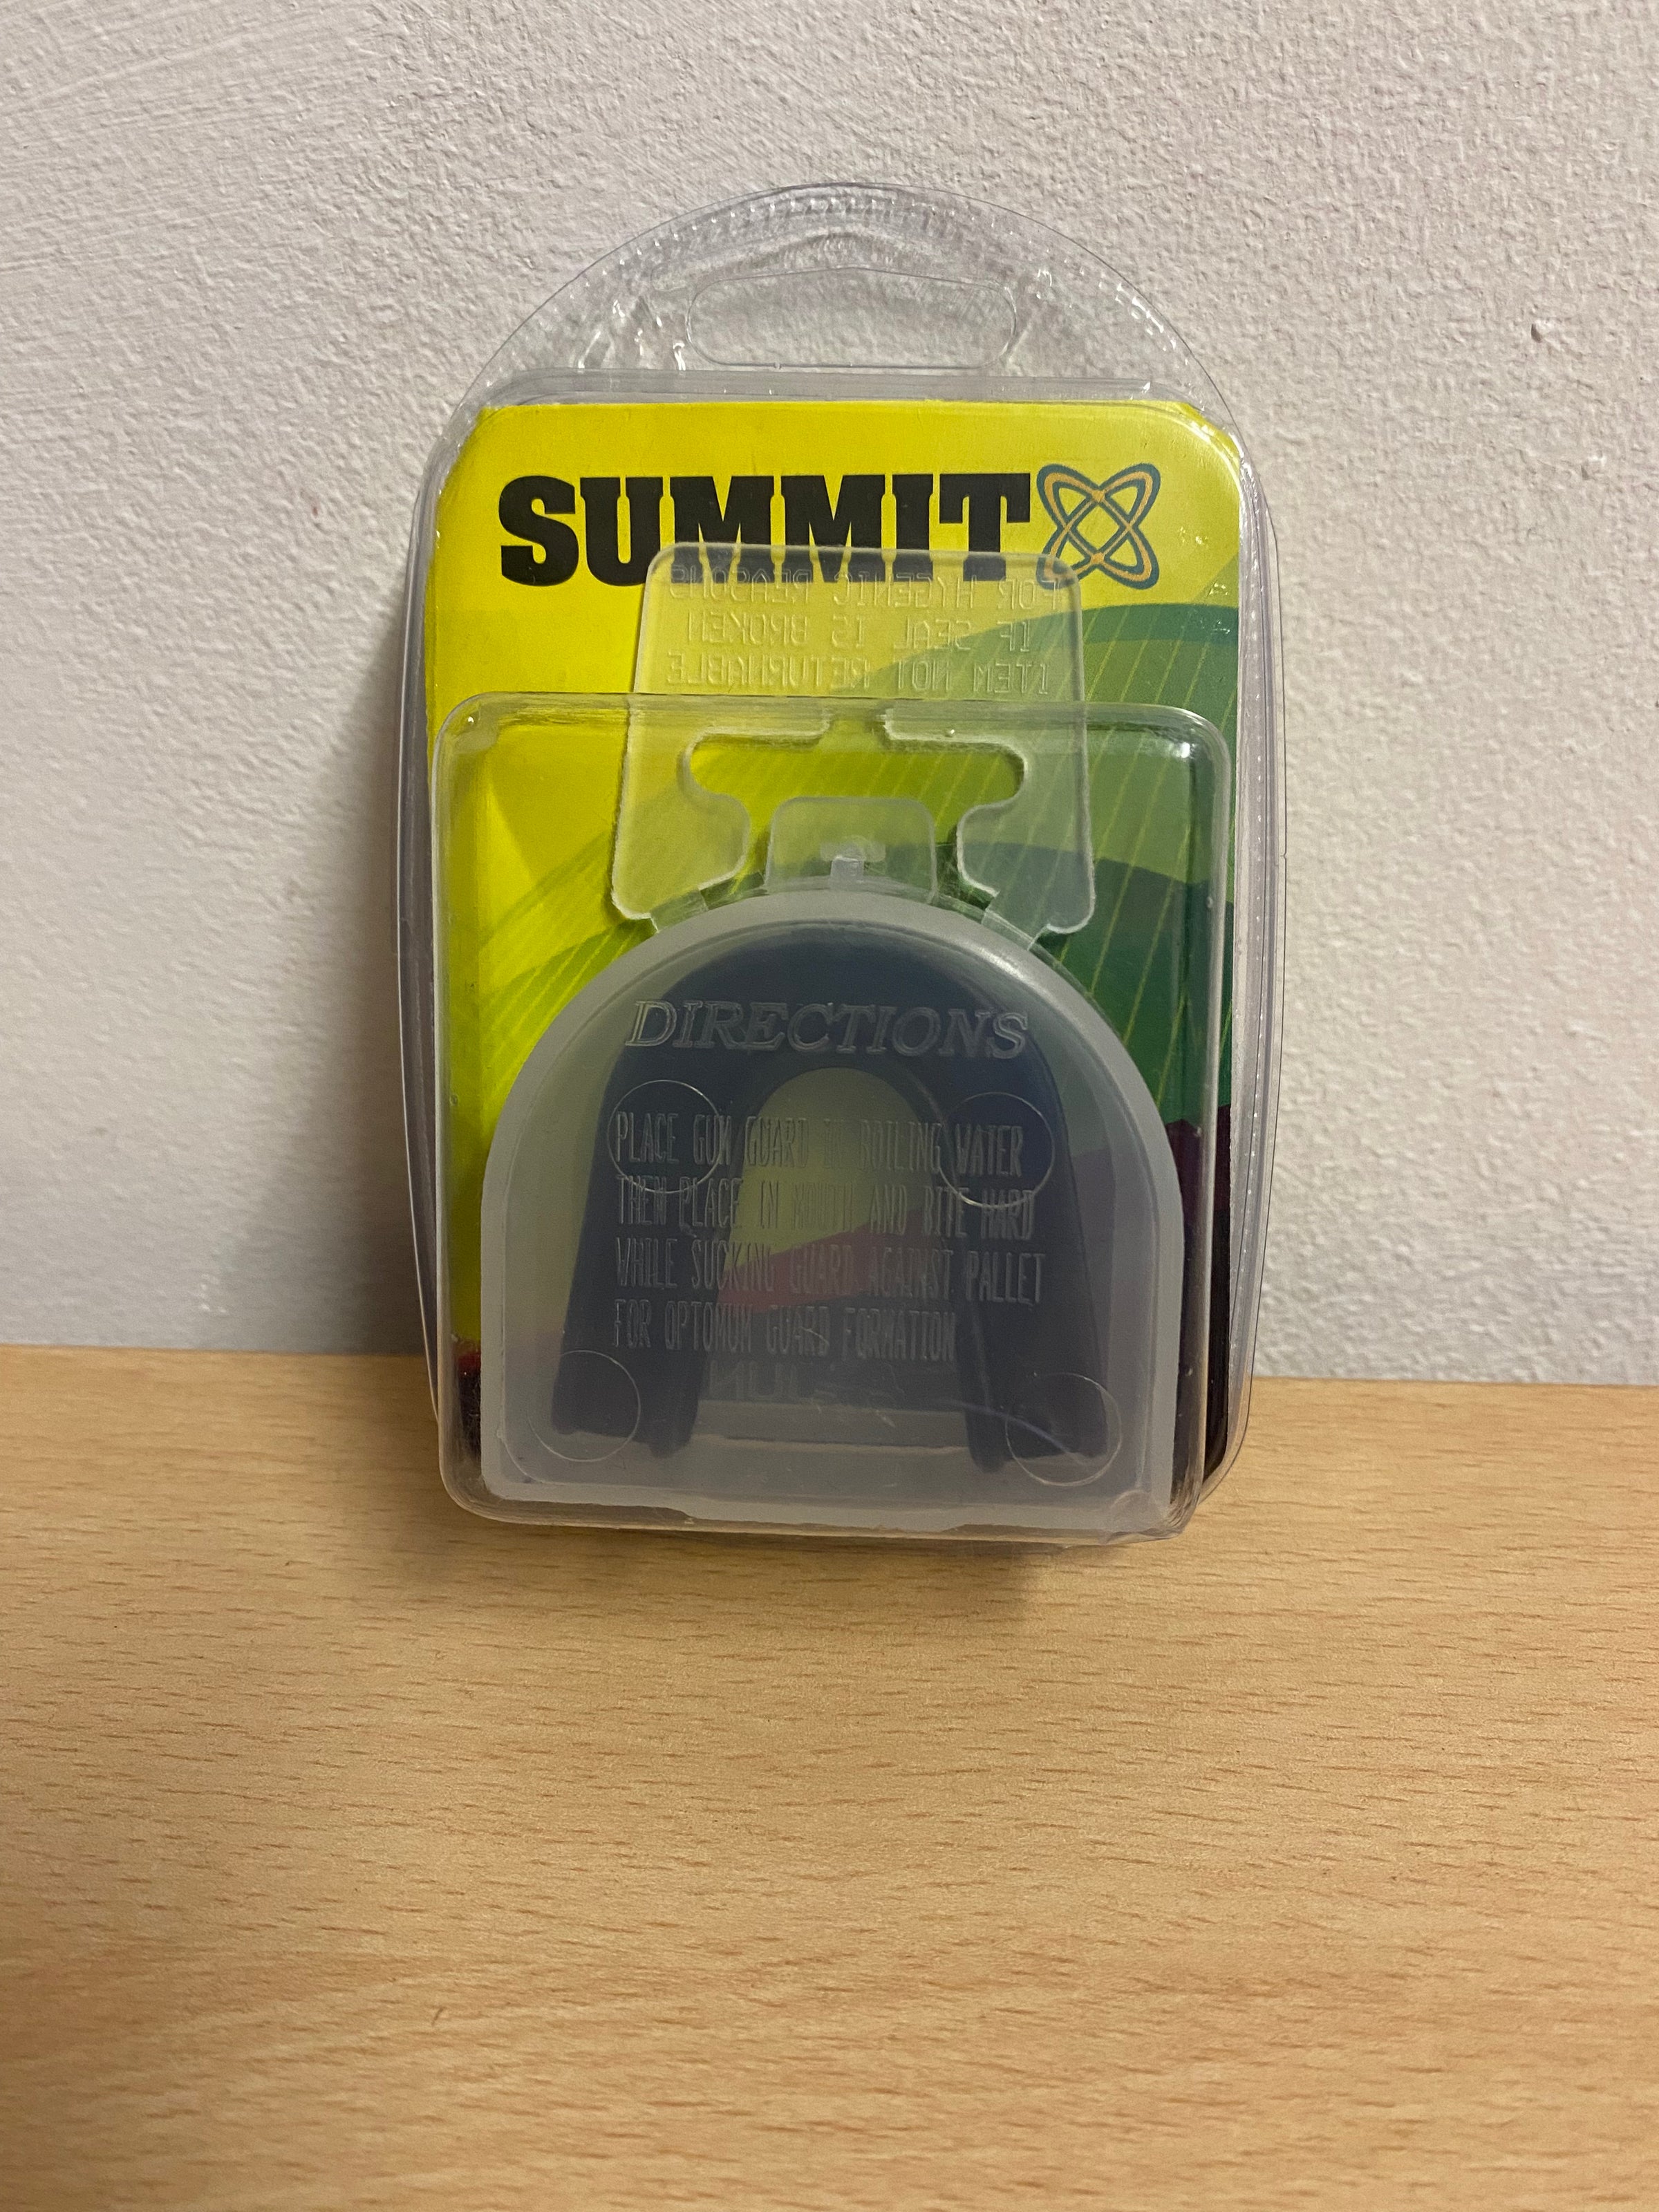 SUMMIT
FOR HYGENIC REASONS
IF SEAL IS BROKEN
ITEM NOT RETURNABLE
DIRECTIONS
PLACE GUM GUARD IN BOILING WATER
THEN PLACE IN MOUTH AND BITE HARD
WHILE SUCKING GUARD AGAINST PALLET
FOR OPTOMUM GUARD FORMATION